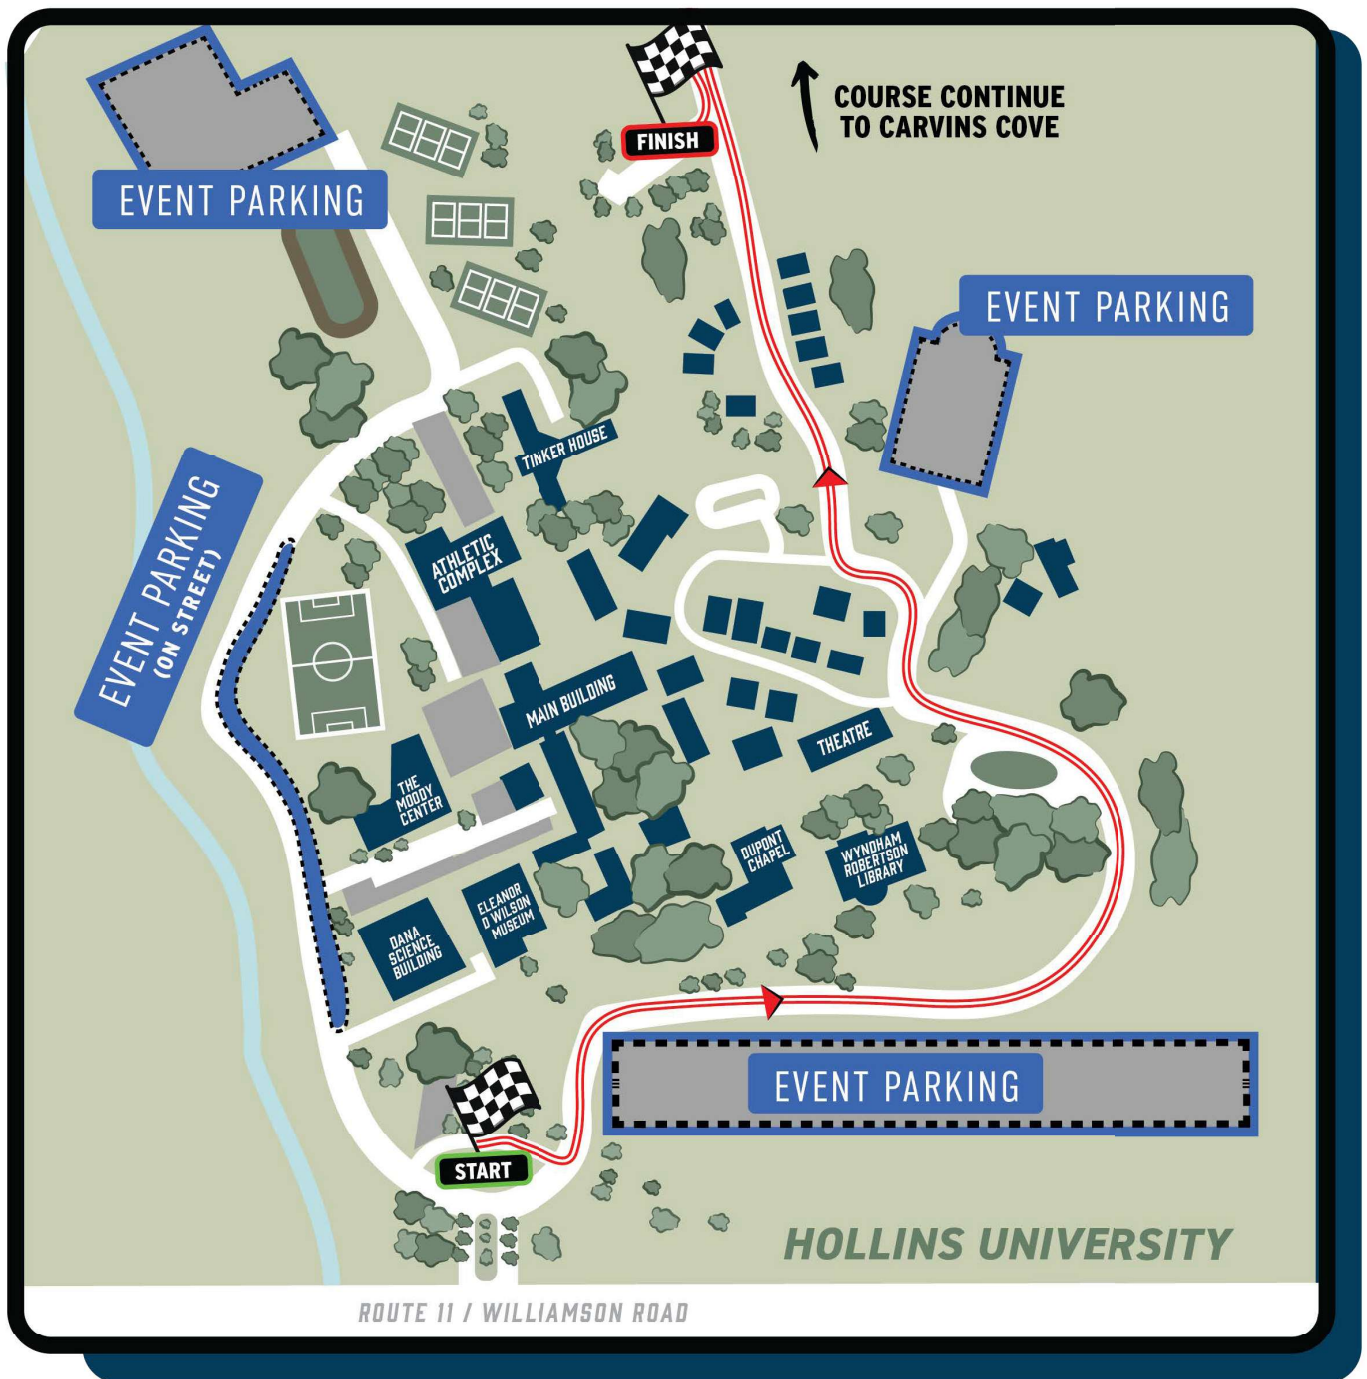 COURSE CONTINUE
TO CARVINS COVE
FINISH
EVENT PARKING
EVENT PARKING
TINKER HOUSE
EVENT PARKING
(ON STREET)
ATHLETIC
COMPLEX
MAIN BUILDING
THEATRE
THE
MOODY
CENTER
DUPONT
CHAPEL
WYNDHAM
ROBERTSON
LIBRARY
ELEANOR
D WILSON
MUSEUM
DANA
SCIENCE
BUILDING
EVENT PARKING
START
HOLLINS UNIVERSITY
ROUTE 11 / WILLIAMSON ROAD